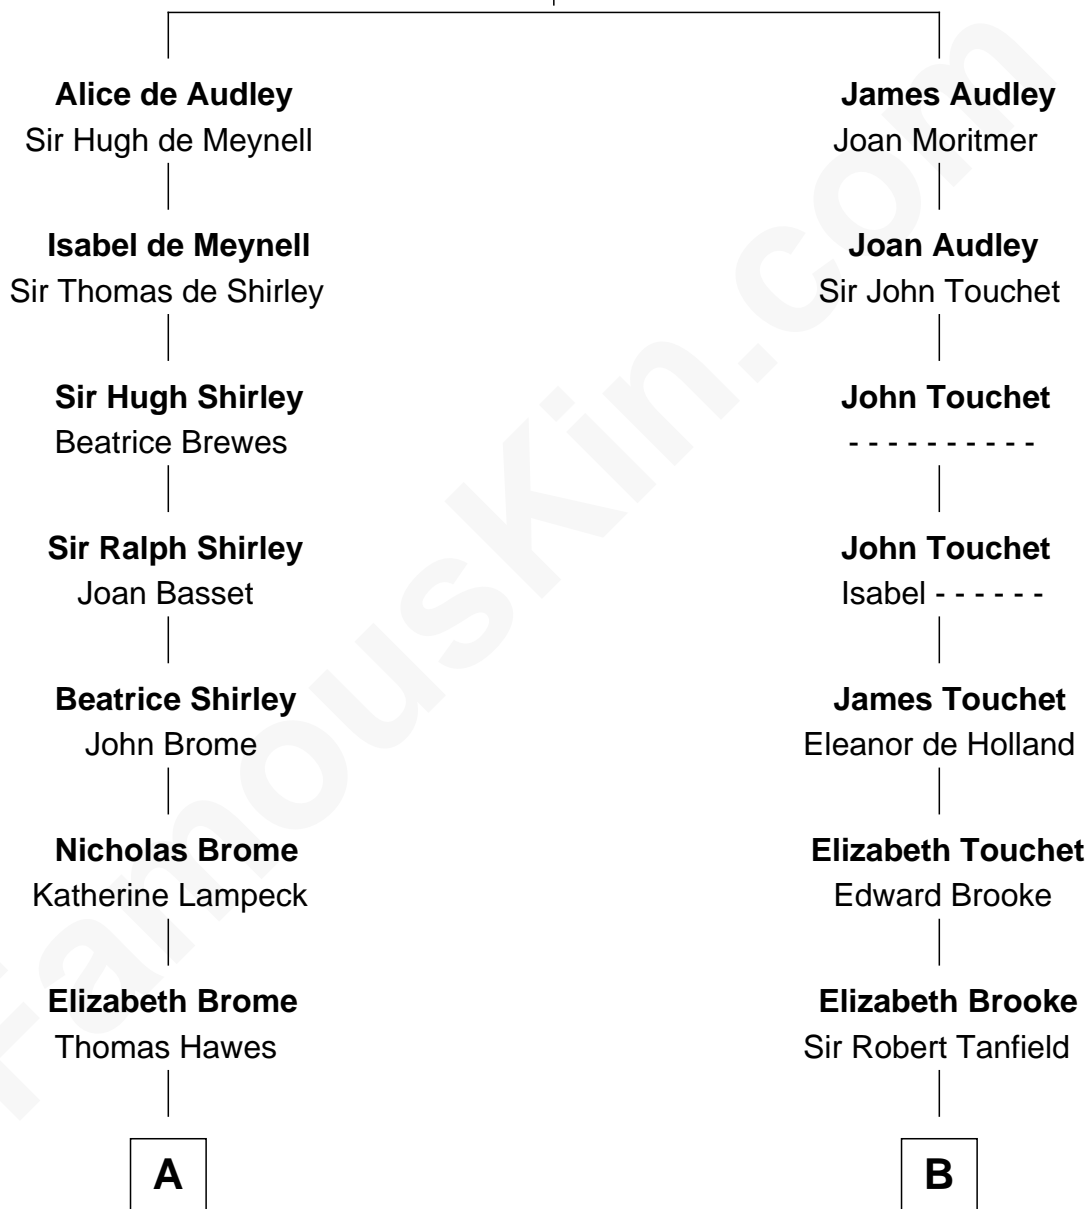 Alice de Audley
Sir Hugh de Meynell
Isabel de Meynell
Sir Thomas de Shirley
Sir Hugh Shirley
Beatrice Brewes
Sir Ralph Shirley
Joan Basset
Beatrice Shirley
John Brome
Nicholas Brome
Katherine Lampeck
Elizabeth Brome
Thomas Hawes
A
James Audley
Joan Moritmer
Joan Audley
Sir John Touchet
John Touchet
- - - - - - - - - -
John Touchet
Isabel - - - - - -
James Touchet
Eleanor de Holland
Elizabeth Touchet
Edward Brooke
Elizabeth Brooke
Sir Robert Tanfield
B
FamousKin.com